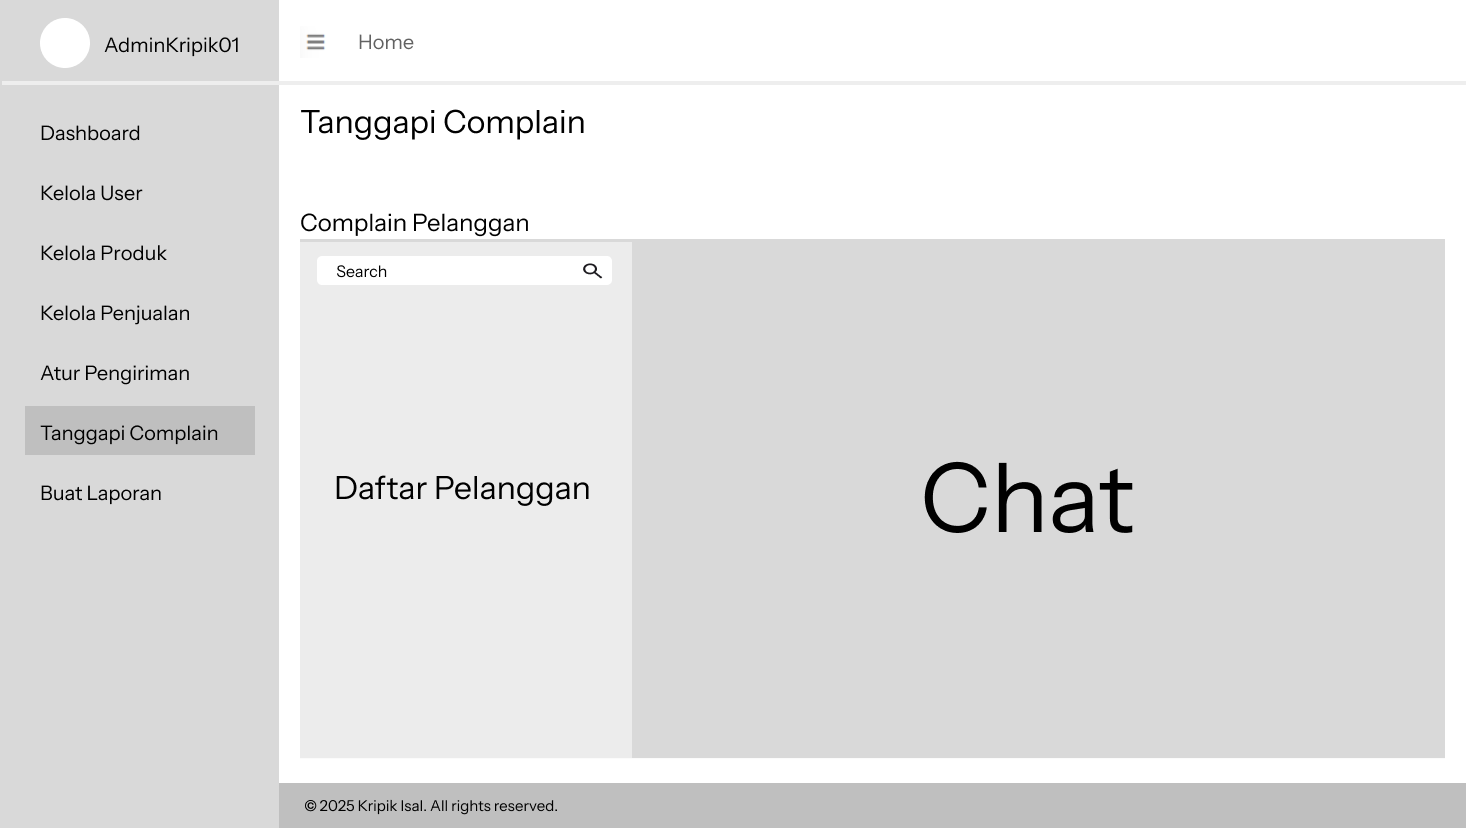 AdminKripik01
Home
Dashboard
Kelola User
Kelola Produk
Kelola Penjualan
Atur Pengiriman
Tanggapi Complain
Buat Laporan
Tanggapi Complain
Complain Pelanggan
Search
Daftar Pelanggan
Chat
© 2025 Kripik Isal. All rights reserved.